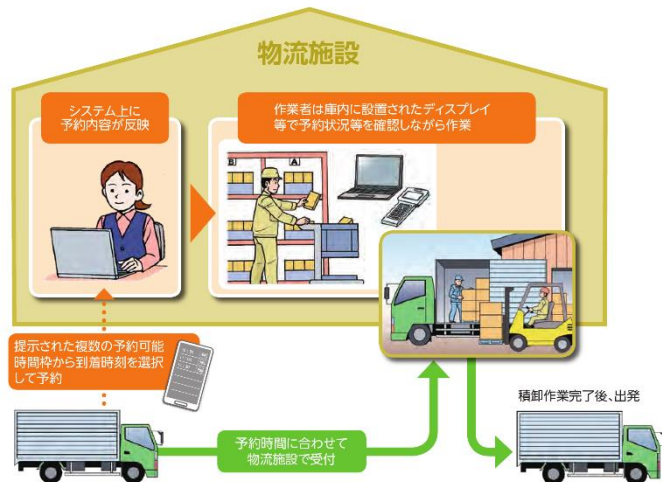 物流施設
システム上に
予約内容が反映
作業者は庫内に設置されたディスプレイ
等で予約状況等を確認しながら作業
B
A
提示された複数の予約可能
時間枠から到着時刻を選択
して予約
予約時間に合わせて
物流施設で受付
積卸作業完了後、出発